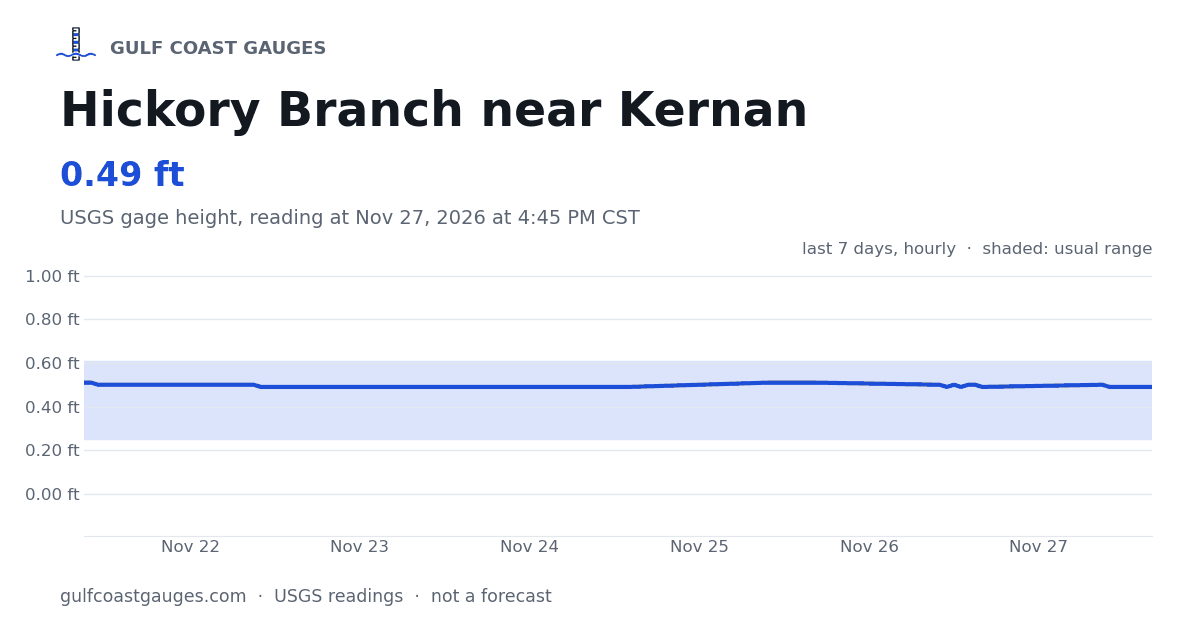 GULF COAST GAUGES
Hickory Branch near Kernan
0.49 ft
USGS gage height, reading at Nov 27, 2026 at 4:45 PM CST
last 7 days, hourly · shaded: usual range
1.00 ft
0.80 ft
0.60 ft
0.40 ft
0.20 ft
0.00 ft
Nov 22 Nov 23 Nov 24 Nov 25 Nov 26 Nov 27
gulfcoastgauges.com · USGS readings · not a forecast